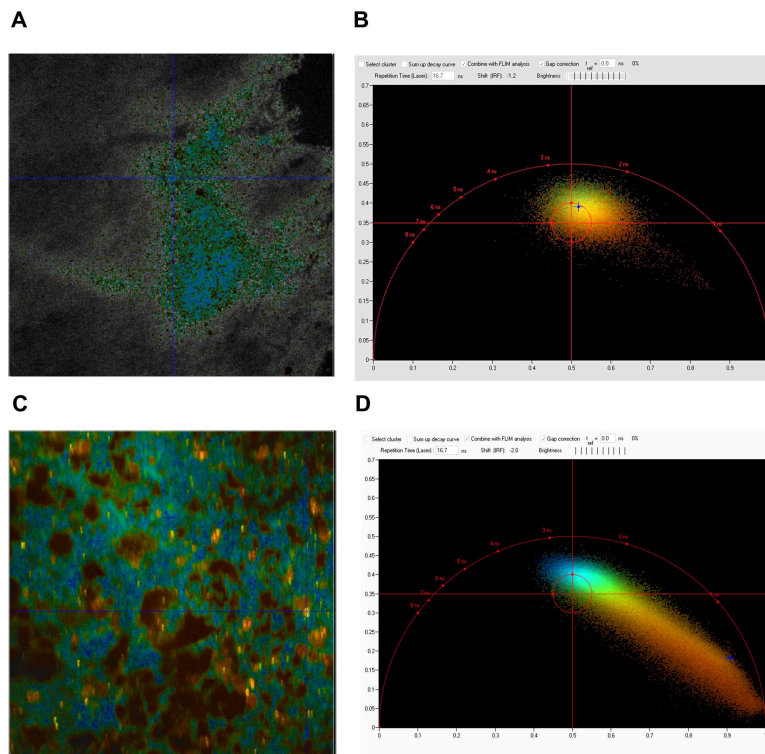 A
B
Select cluster Sum up decay curve Combine with FLIM analysis Gap correction t ref = 0.0 ns 0%
Repetition Time (Laser): 16.7 ns Shift (IRF): -1.2 Brightness
0.7
0.65
0.6
0.55
0.5
0.45
0.4
0.35
0.3
0.25
0.2
0.15
0.1
0.05
0
8 ns 7 ns 6 ns 5 ns 4 ns 3 ns 2 ns
0 0.1 0.2 0.3 0.4 0.5 0.6 0.7 0.8 0.9
C
D
Select cluster Sum up decay curve Combine with FLIM analysis Gap correction t ref = 0.0 ns 0%
Repetition Time (Laser): 16.7 ns Shift (IRF): -2.0 Brightness
0.7
0.65
0.6
0.55
0.5
0.45
0.4
0.35
0.3
0.25
0.2
0.15
0.1
0.05
0
6 ns 5 ns 4 ns 3 ns 2 ns
0 0.1 0.2 0.3 0.4 0.5 0.6 0.7 0.8 0.9